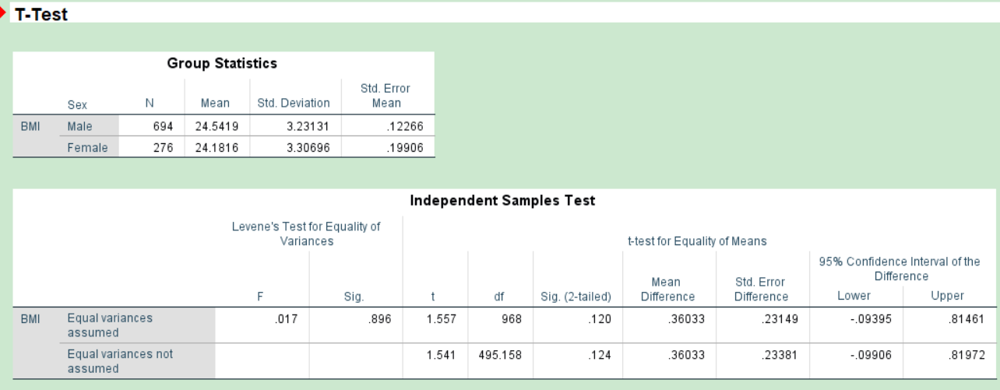 T-Test
Group Statistics
Sex N Mean Std. Deviation Std. Error Mean
BMI Male 694 24.5419 3.23131 .12266
Female 276 24.1816 3.30696 .19906
Independent Samples Test
Levene's Test for Equality of Variances t-test for Equality of Means
F Sig. t df Sig. (2-tailed) Mean Difference Std. Error Difference 95% Confidence Interval of the Difference
Lower Upper
BMI Equal variances assumed .017 .896 1.557 968 .120 .36033 .23149 -.09395 .81461
Equal variances not assumed 1.541 495.158 .124 .36033 .23381 -.09906 .81972